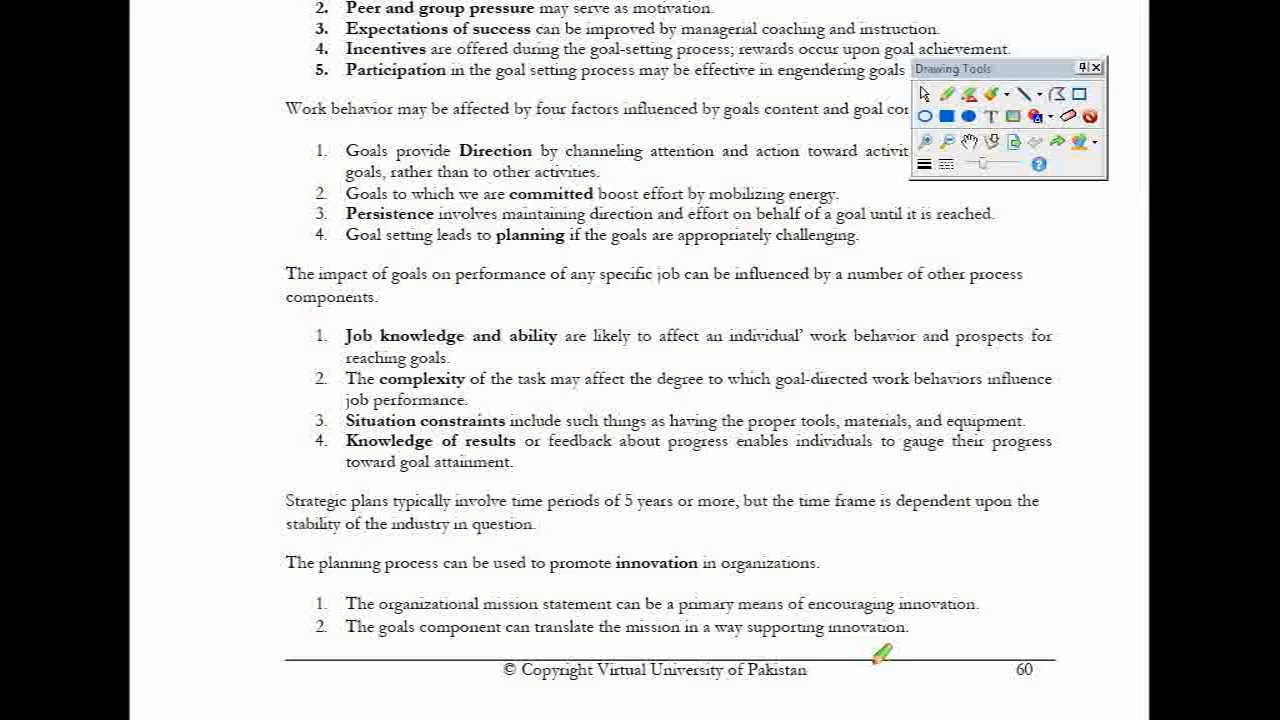 2. Peer and group pressure may serve as motivation.
3. Expectations of success can be improved by managerial coaching and instruction.
4. Incentives are offered during the goal-setting process; rewards occur upon goal achievement.
5. Participation in the goal setting process may be effective in engendering goals
Drawing Tools
Work behavior may be affected by four factors influenced by goals content and goal
1. Goals provide Direction by channeling attention and action toward
goals, rather than to other activities.
2. Goals to which we are committed boost effort by mobilizing energy.
3. Persistence involves maintaining direction and effort on behalf of a goal until it is reached.
4. Goal setting leads to planning if the goals are appropriately challenging.
The impact of goals on performance of any specific job can be influenced by a number of other process
components.
1. Job knowledge and ability are likely to affect an individual' work behavior and prospects for
reaching goals.
2. The complexity of the task may affect the degree to which goal-directed work behaviors influence
job performance.
3. Situation constraints include such things as having the proper tools, materials, and equipment.
4. Knowledge of results or feedback about progress enables individuals to gauge their progress
toward goal attainment.
Strategic plans typically involve time periods of 5 years or more, but the time frame is dependent upon the
stability of the industry in question.
The planning process can be used to promote innovation in organizations.
1. The organizational mission statement can be a primary means of encouraging innovation.
2. The goals component can translate the mission in a way supporting innovation.
© Copyright Virtual University of Pakistan 60